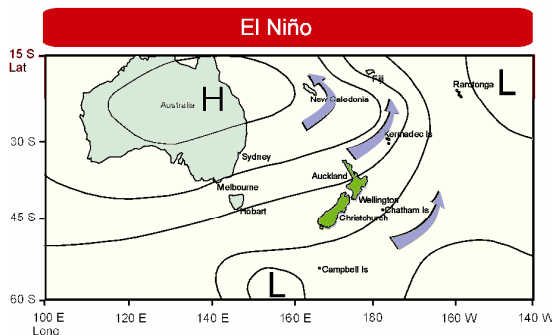 El Niño
15 S
Lat
Fiji
Rarotonga
L
H
Australia
New Caledonia
30 S
Kermadec Is
Sydney
Auckland
Melbourne
Wellington
Hobart
Chatham Is
45 S
Christchurch
Campbell Is
L
60 S
100 E
120 E
140 E
160 E
180
160 W
140 W
Long